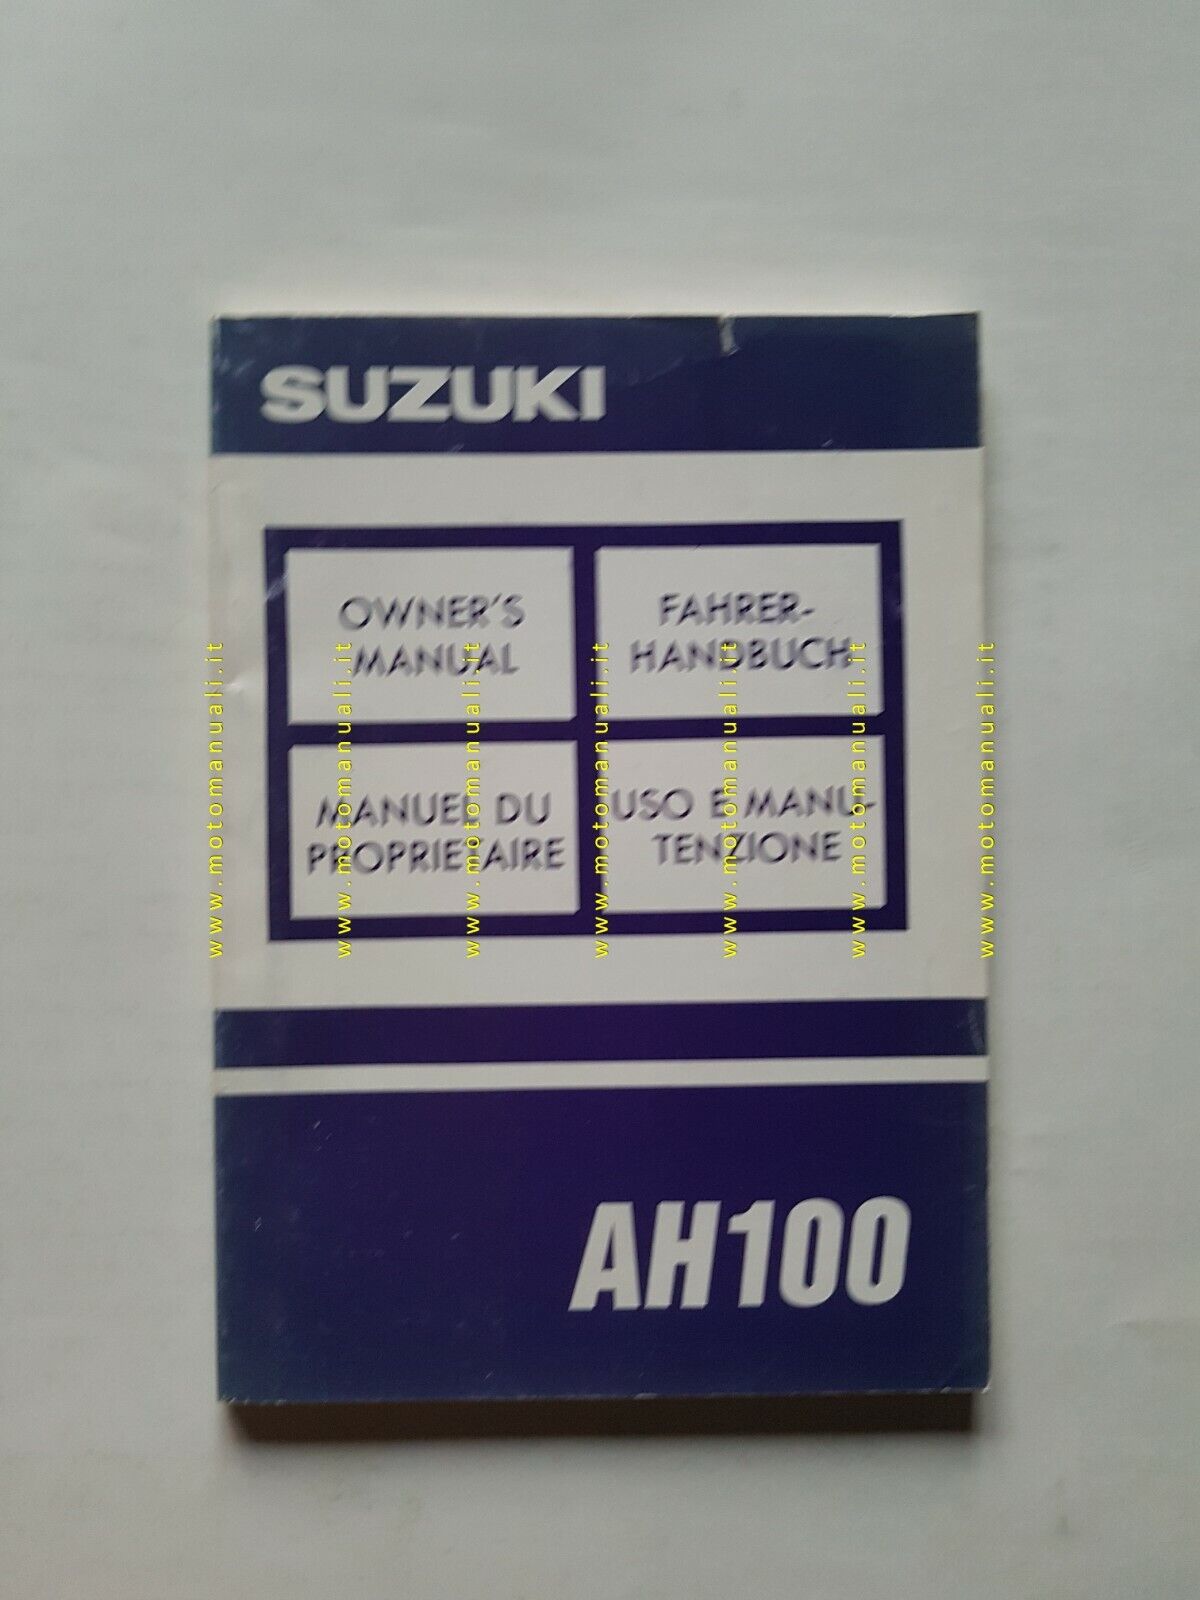 SUZUKI
OWNER'S
MANUAL
FAHRER-
HANDBUCH
MANUEL DU
PROPRIETAIRE
USO E MANU-
TENZIONE
AH100
www.motomanuali.it
www.motomanuali.it
www.motomanuali.it
www.motomanuali.it
www.motomanuali.it
www.motomanuali.it
www.motomanuali.it